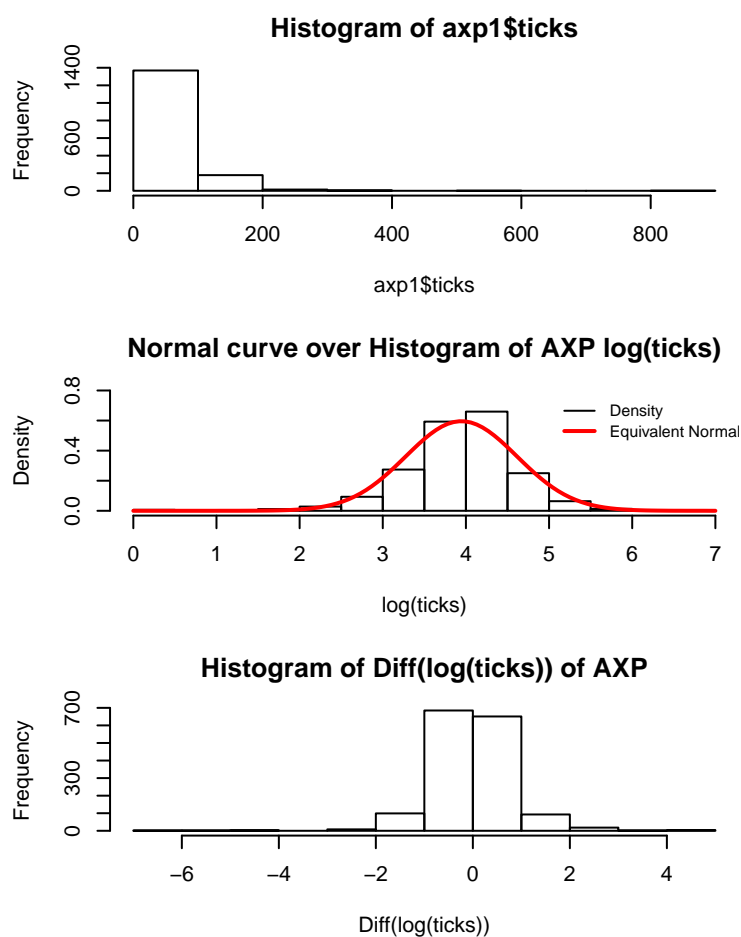 Histogram of axp1$ticks
Frequency
0 600 1400
0 200 400 600 800
axp1$ticks
Normal curve over Histogram of AXP log(ticks)
Density
0.0 0.4 0.8
Density
Equivalent Normal
0 1 2 3 4 5 6 7
log(ticks)
Histogram of Diff(log(ticks)) of AXP
Frequency
0 300 700
−6 −4 −2 0 2 4
Diff(log(ticks))